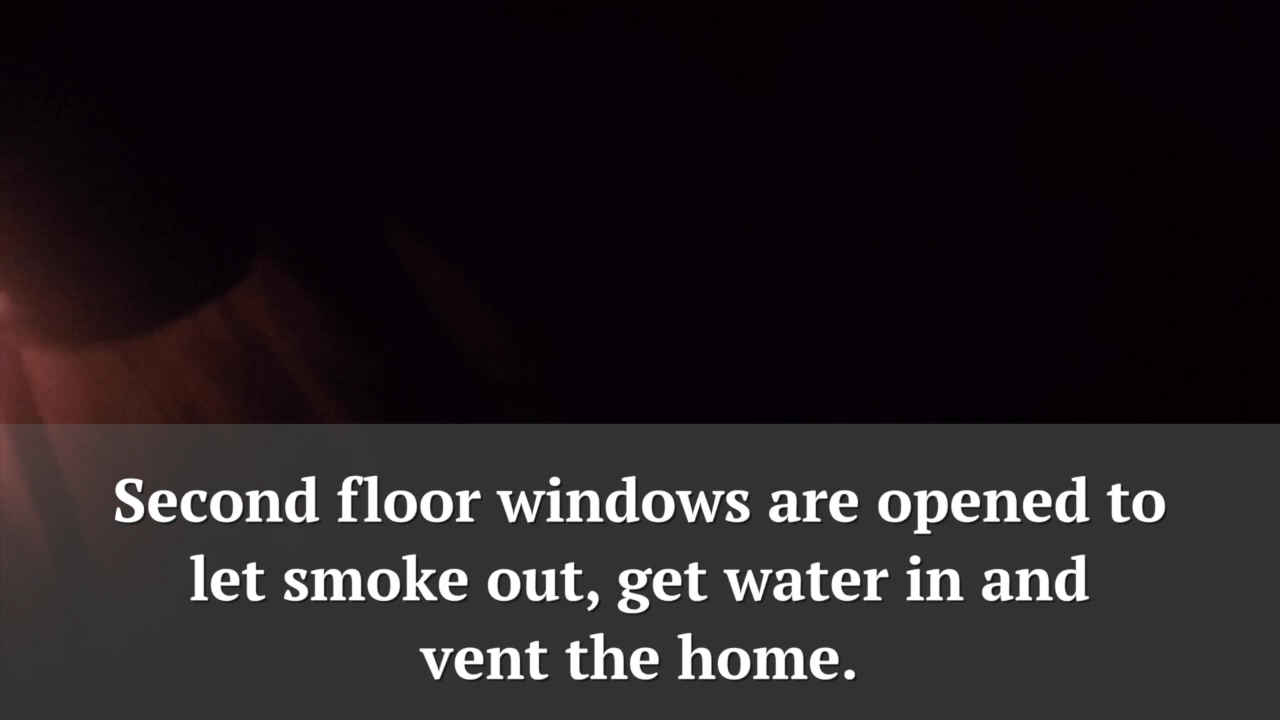 Second floor windows are opened to
let smoke out, get water in and
vent the home.